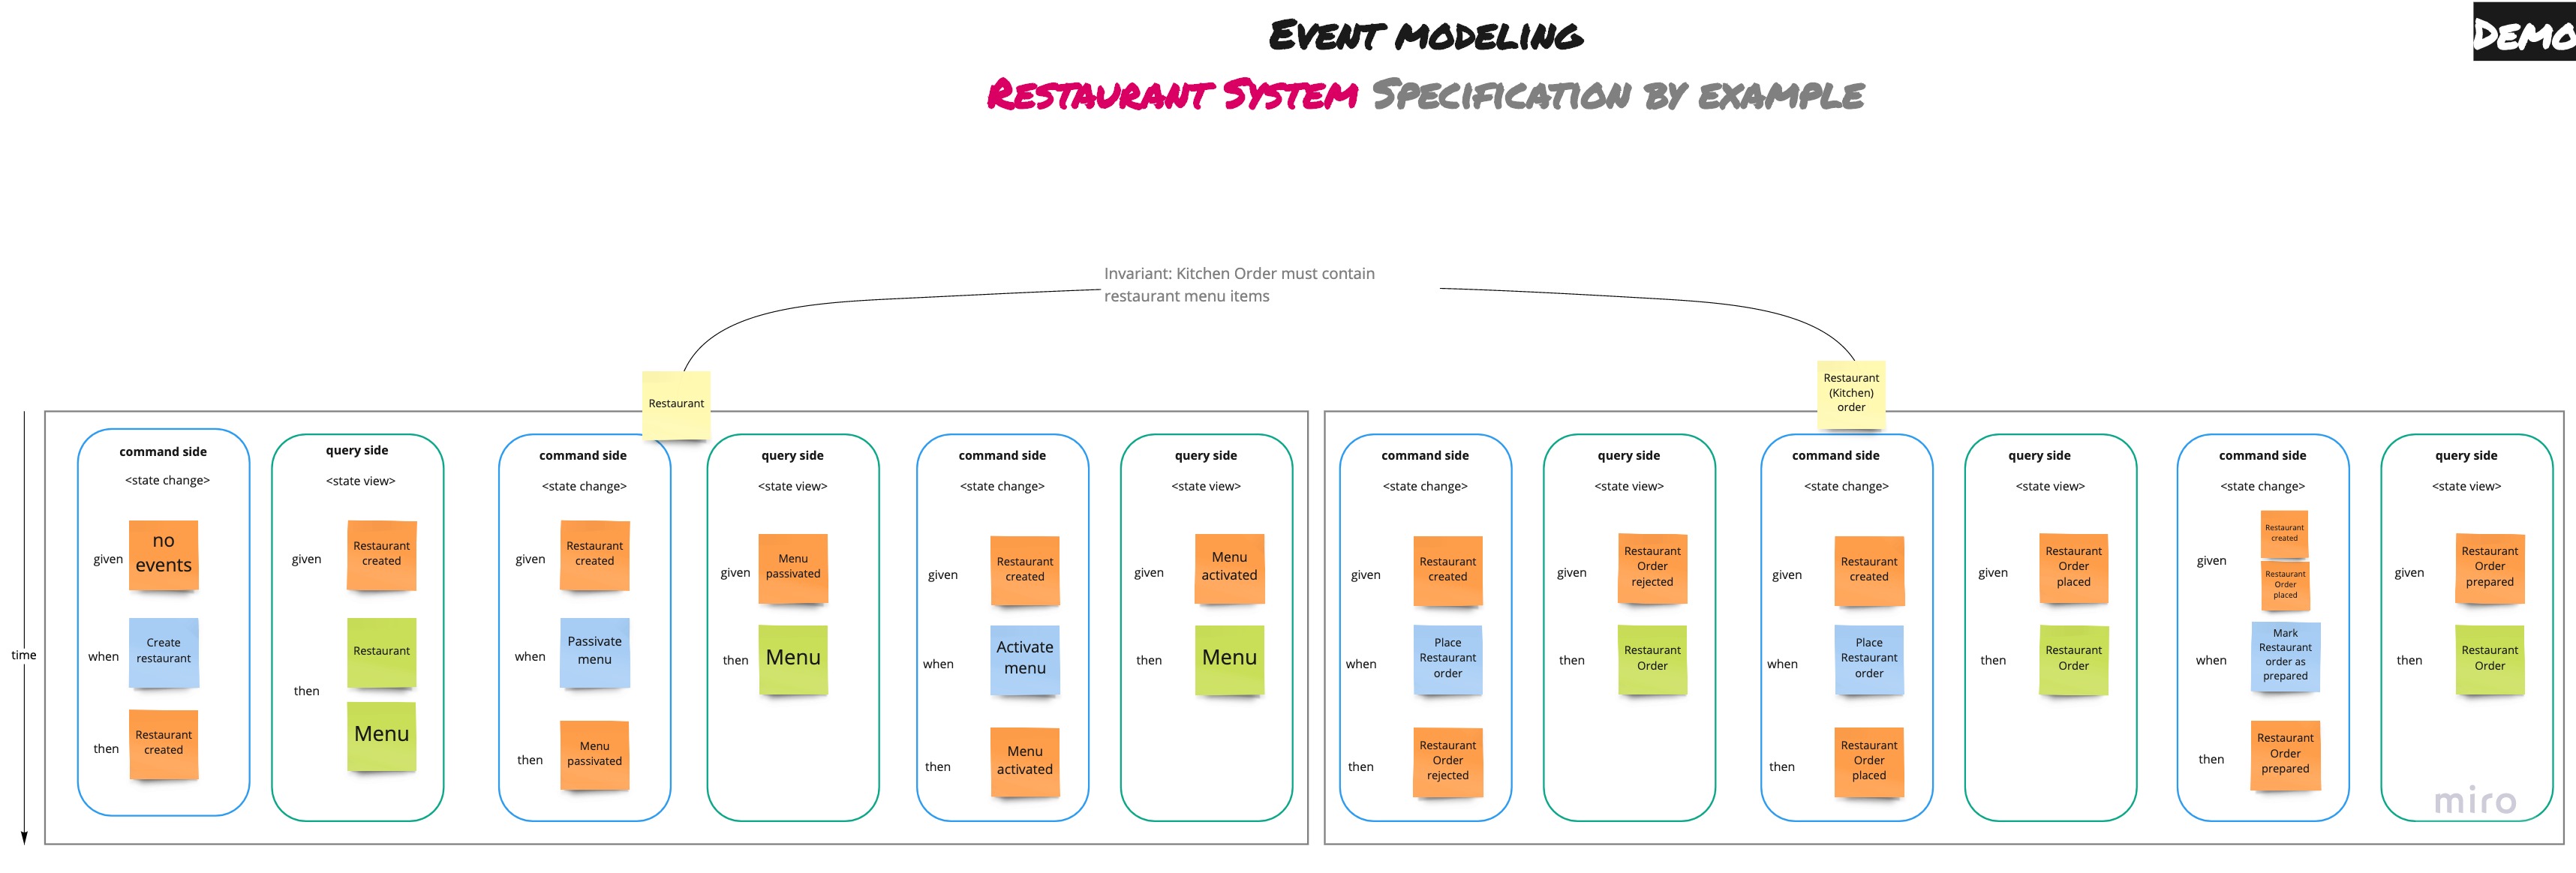 EVENT MODELING
DEMO
RESTAURANT SYSTEM SPECIFICATION BY EXAMPLE
Invariant: Kitchen Order must contain
restaurant menu items
Restaurant
Restaurant
(Kitchen)
order
time
command side
<state change>
given
no
events
when
Create
restaurant
then
Restaurant
created
query side
<state view>
given
Restaurant
created
then
Restaurant
Menu
command side
<state change>
given
Restaurant
created
when
Passivate
menu
then
Menu
passivated
query side
<state view>
given
Menu
passivated
then
Menu
command side
<state change>
given
Restaurant
created
when
Activate
menu
then
Menu
activated
query side
<state view>
given
Menu
activated
then
Menu
command side
<state change>
given
Restaurant
created
when
Place
Restaurant
order
then
Restaurant
Order
rejected
query side
<state view>
given
Restaurant
Order
rejected
then
Restaurant
Order
command side
<state change>
given
Restaurant
created
when
Place
Restaurant
order
then
Restaurant
Order
placed
query side
<state view>
given
Restaurant
Order
placed
then
Restaurant
Order
command side
<state change>
given
Restaurant
created
Restaurant
Order
placed
when
Mark
Restaurant
order as
prepared
then
Restaurant
Order
prepared
query side
<state view>
given
Restaurant
Order
prepared
then
Restaurant
Order
miro